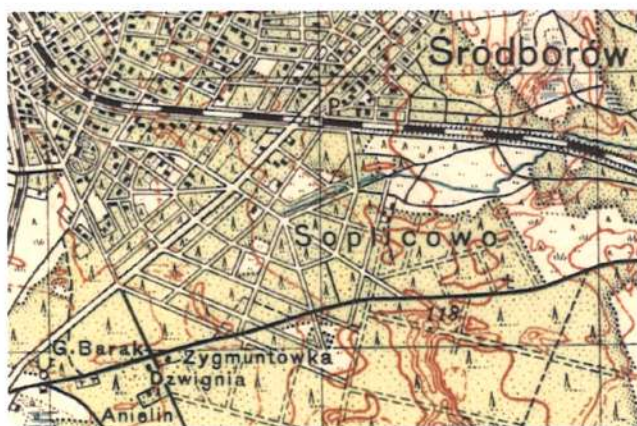 Śródborów
P.
Soplicowo
118
G. Barak
Zygmuntówka
Dźwignia
Anielin